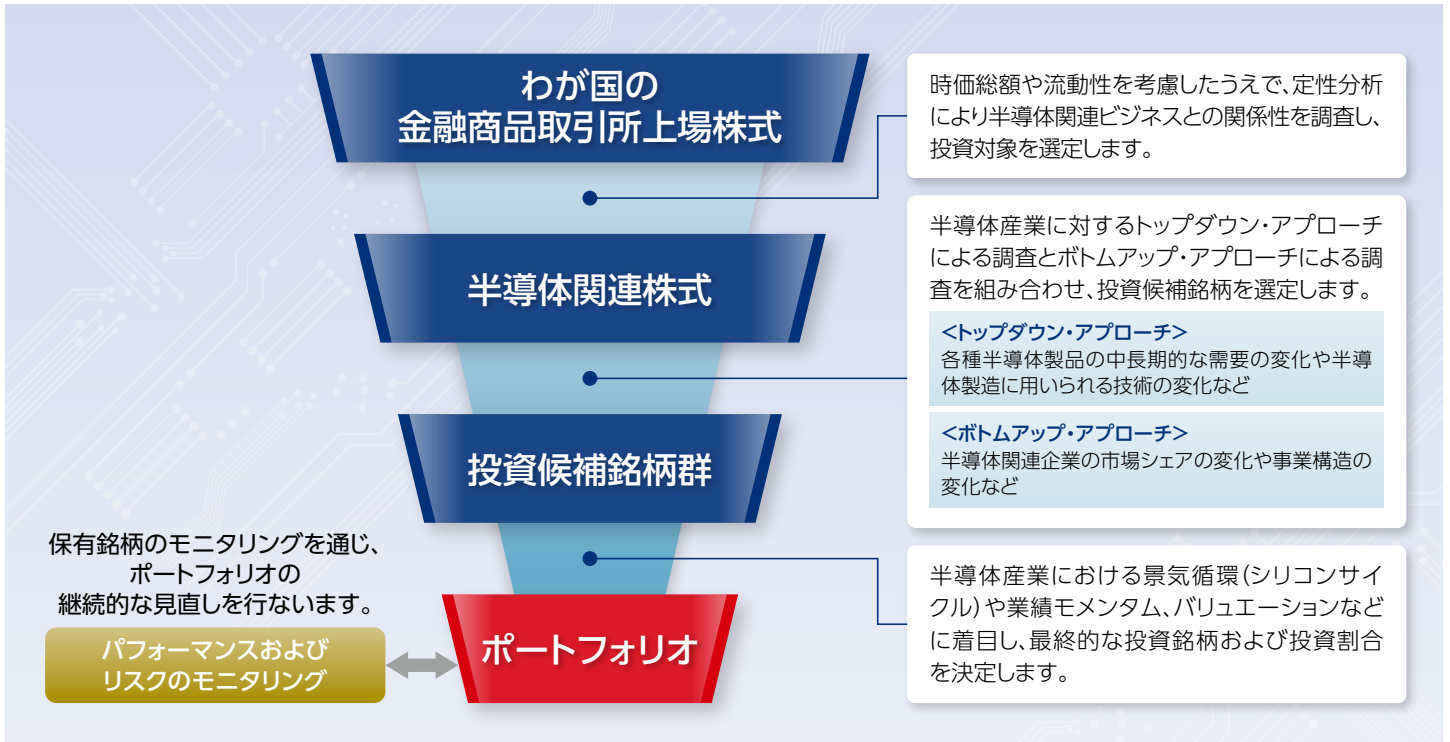 わが国の
金融商品取引所上場株式
時価総額や流動性を考慮したうえで、定性分析
により半導体関連ビジネスとの関係性を調査し、
投資対象を選定します。
半導体関連株式
半導体産業に対するトップダウン・アプローチ
による調査とボトムアップ・アプローチによる調
査を組み合わせ、投資候補銘柄を選定します。
<トップダウン・アプローチ>
各種半導体製品の中長期的な需要の変化や半導
体製造に用いられる技術の変化など
<ボトムアップ・アプローチ>
半導体関連企業の市場シェアの変化や事業構造の
変化など
投資候補銘柄群
半導体産業における景気循環(シリコンサイ
クル)や業績モメンタム、バリュエーションなど
に着目し、最終的な投資銘柄および投資割合
を決定します。
ポートフォリオ
保有銘柄のモニタリングを通じ、
ポートフォリオの
継続的な見直しを行ないます。
パフォーマンスおよび
リスクのモニタリング